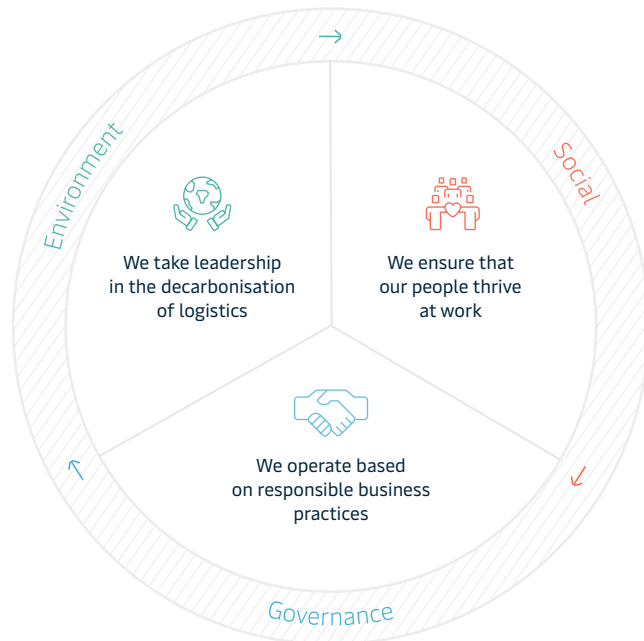 Environment
We take leadership
in the decarbonisation
of logistics
Social
We ensure that
our people thrive
at work
We operate based
on responsible business
practices
Governance